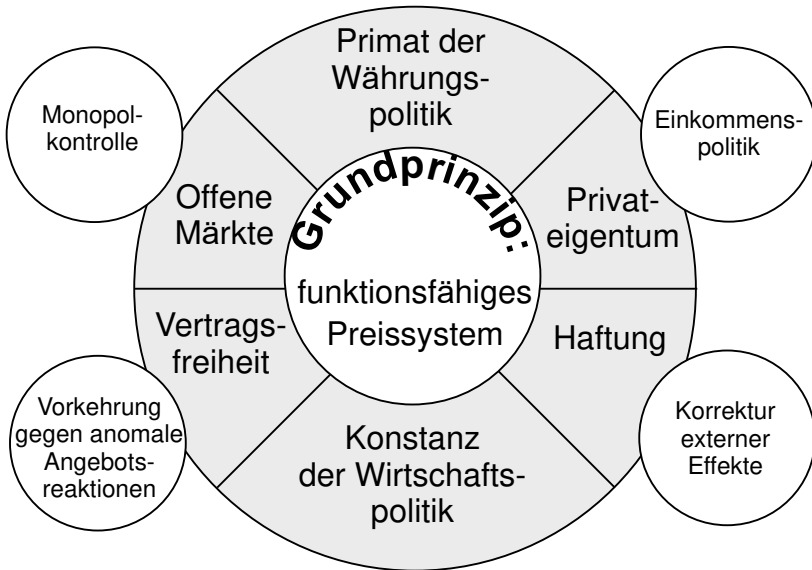 Primat der
Währungs-
politik
Monopol-
kontrolle
Einkommens-
politik
Offene
Märkte
Grundprinzip:
funktionsfähiges
Preissystem
Privat-
eigentum
Vertrags-
freiheit
Haftung
Vorkehrung
gegen anomale
Angebots-
reaktionen
Konstanz
der Wirtschafts-
politik
Korrektur
externer
Effekte